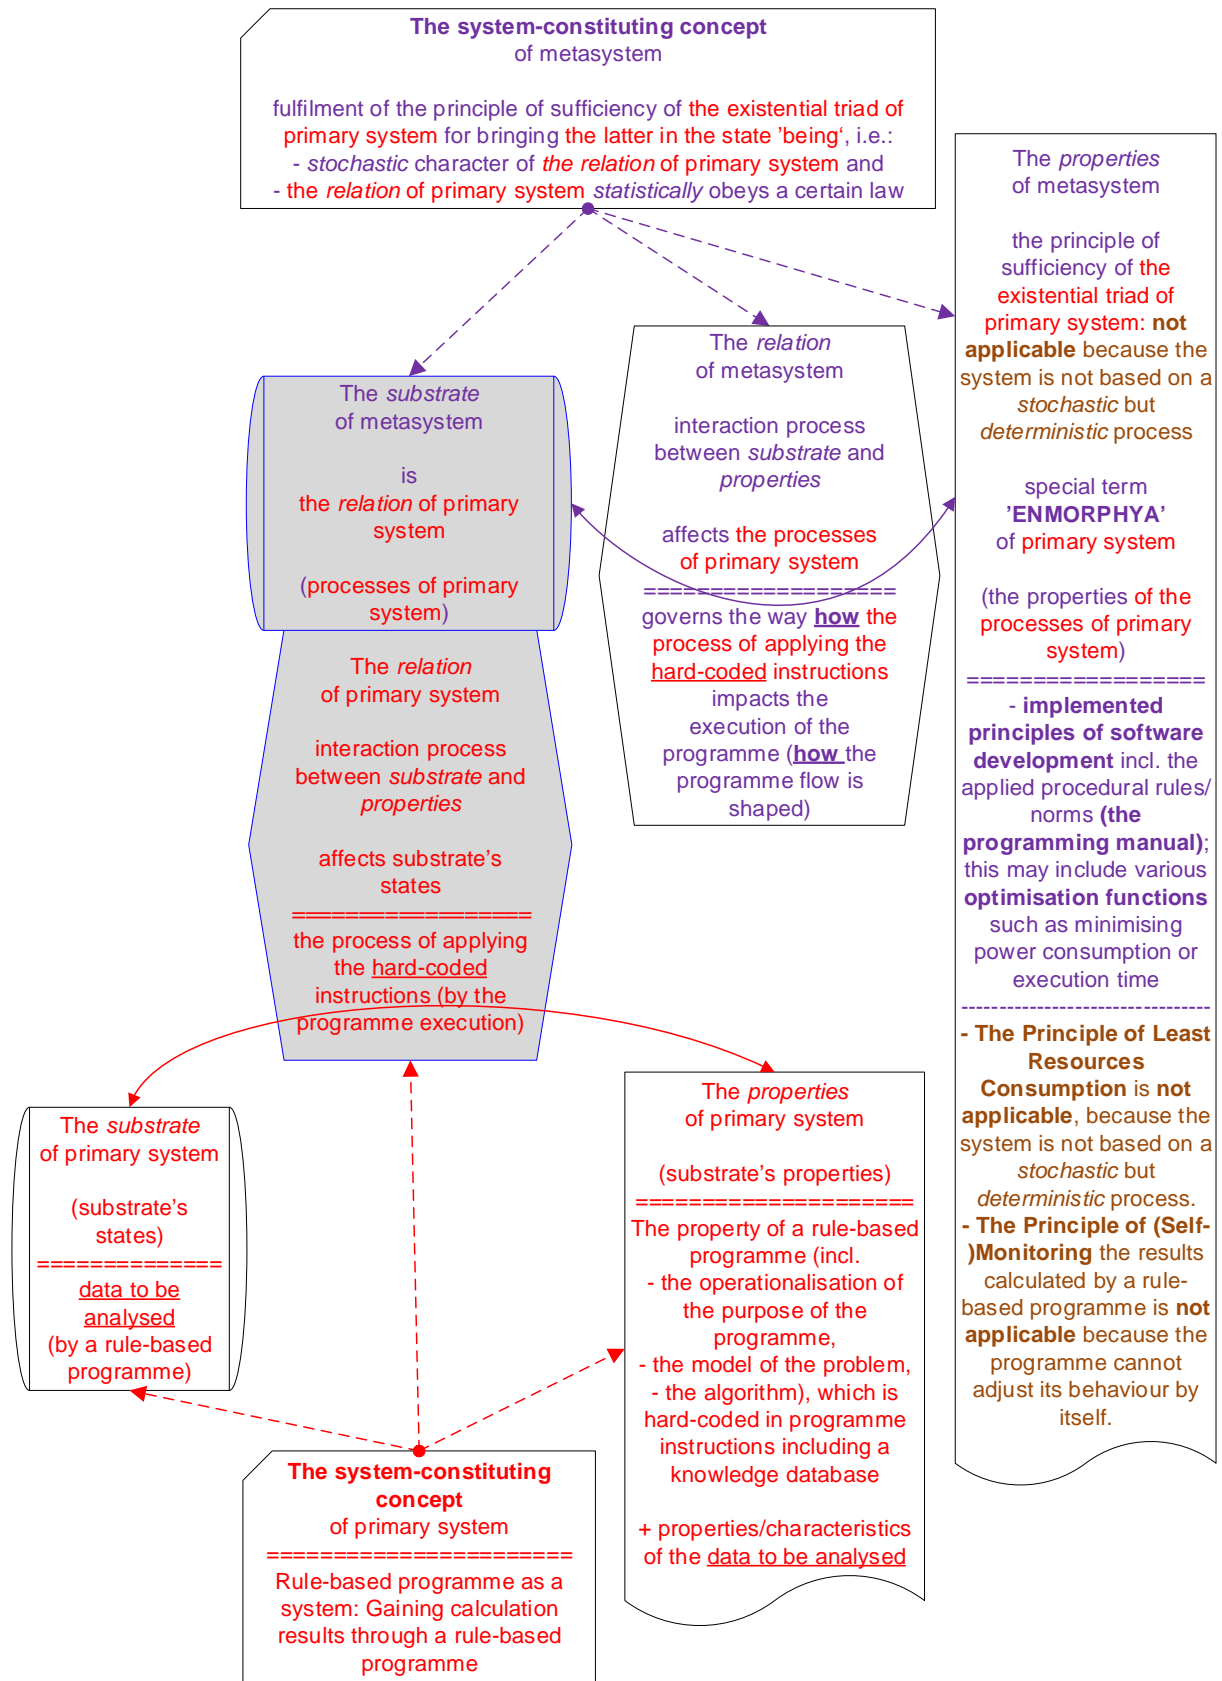 The system-constituting concept
of metasystem
fulfilment of the principle of sufficiency of the existential triad of
primary system for bringing the latter in the state ’being‘, i.e.:
- stochastic character of the relation of primary system and
- the relation of primary system statistically obeys a certain law
The properties
of metasystem
the principle of
sufficiency of the
existential triad of
primary system: not
applicable because the
system is not based on a
stochastic but
deterministic process
special term
’ENMORPHYA’
of primary system
(the properties of the
processes of primary
system)
==================
- implemented
principles of software
development incl. the
applied procedural rules/
norms (the
programming manual);
this may include various
optimisation functions
such as minimising
power consumption or
execution time
--------------------------------
- The Principle of Least
Resources
Consumption is not
applicable, because the
system is not based on a
stochastic but
deterministic process.
- The Principle of (Self-
)Monitoring the results
calculated by a rule-
based programme is not
applicable because the
programme cannot
adjust its behaviour by
itself.
The relation
of metasystem
interaction process
between substrate and
properties
affects the processes
of primary system
===================
governs the way how the
process of applying the
hard-coded instructions
impacts the
execution of the
programme (how the
programme flow is
shaped)
The substrate
of metasystem
is
the relation of primary
system
(processes of primary
system)
The relation
of primary system
interaction process
between substrate and
properties
affects substrate’s
states
==================
the process of applying
the hard-coded
instructions (by the
programme execution)
The substrate
of primary system
(substrate’s
states)
==============
data to be
analysed
(by a rule-based
programme)
The properties
of primary system
(substrate’s properties)
=====================
The property of a rule-based
programme (incl.
- the operationalisation of
the purpose of the
programme,
- the model of the problem,
- the algorithm), which is
hard-coded in programme
instructions including a
knowledge database
+ properties/characteristics
of the data to be analysed
The system-constituting
concept
of primary system
=======================
Rule-based programme as a
system: Gaining calculation
results through a rule-based
programme